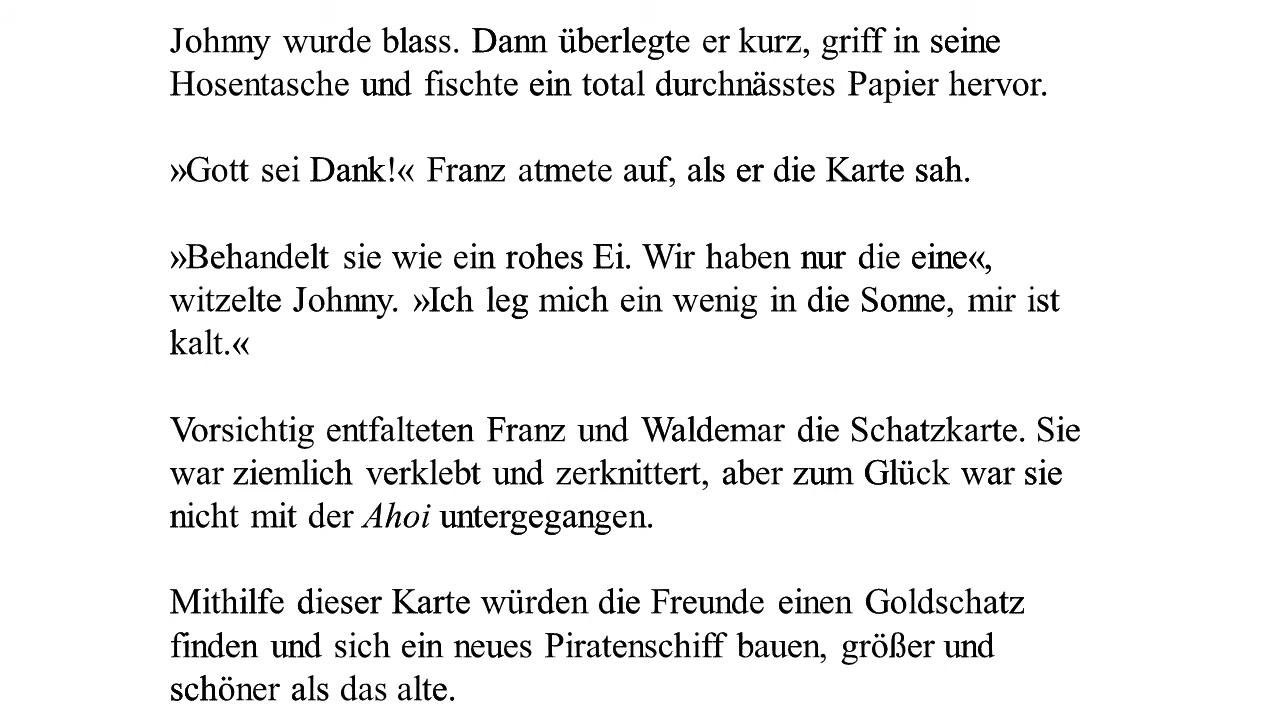 Johnny wurde blass. Dann überlegte er kurz, griff in seine
Hosentasche und fischte ein total durchnässtes Papier hervor.
»Gott sei Dank!« Franz atmete auf, als er die Karte sah.
»Behandelt sie wie ein rohes Ei. Wir haben nur die eine«,
witzelte Johnny. »Ich leg mich ein wenig in die Sonne, mir ist
kalt.«
Vorsichtig entfalteten Franz und Waldemar die Schatzkarte. Sie
war ziemlich verklebt und zerknittert, aber zum Glück war sie
nicht mit der Ahoi untergegangen.
Mithilfe dieser Karte würden die Freunde einen Goldschatz
finden und sich ein neues Piratenschiff bauen, größer und
schöner als das alte.